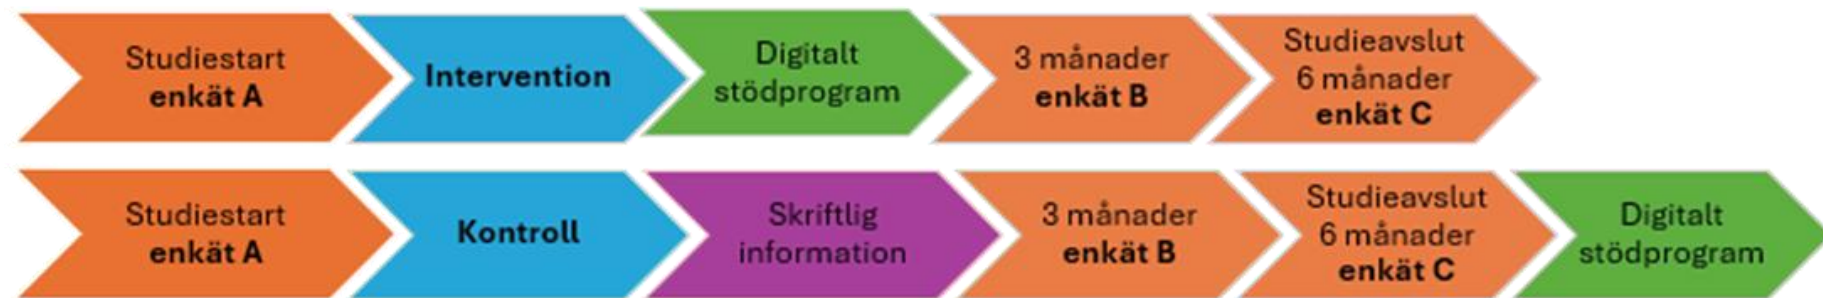 Studiestart
enkät A
Intervention
Digitalt
stödprogram
3 månader
enkät B
Studieavslut
6 månader
enkät C
Studiestart
enkät A
Kontroll
Skriftlig
information
3 månader
enkät B
Studieavslut
6 månader
enkät C
Digitalt
stödprogram